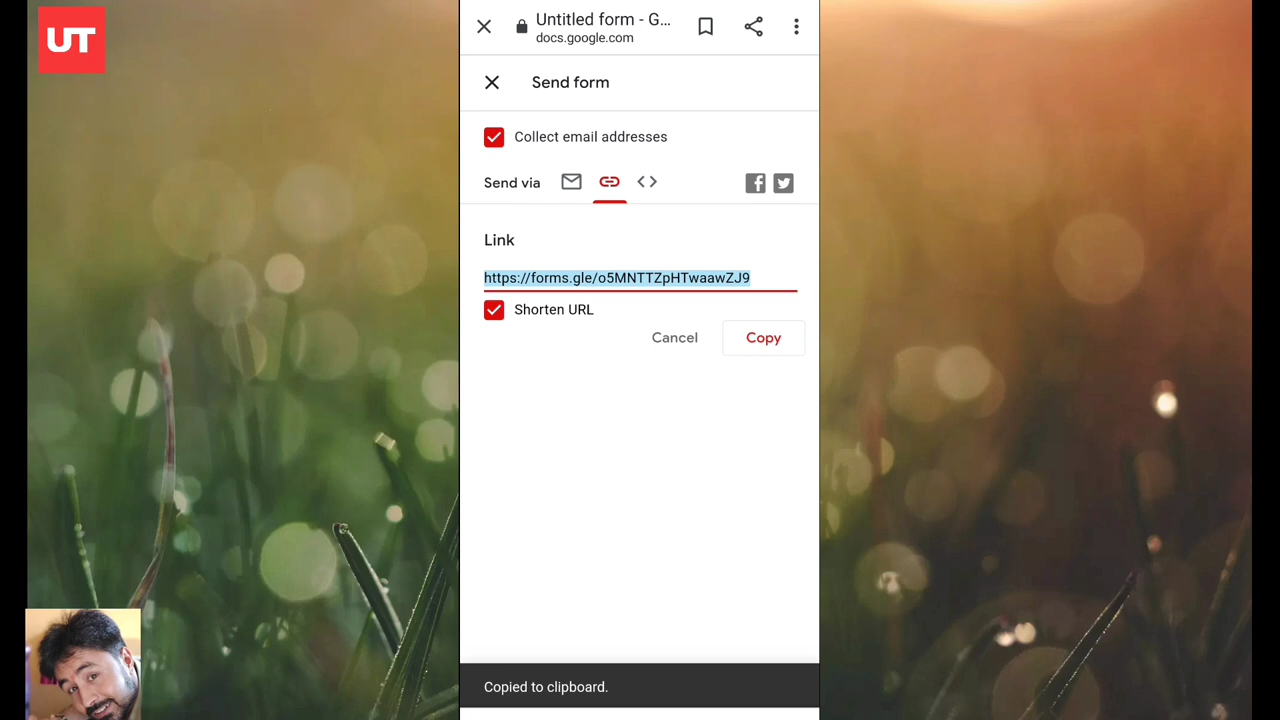 UT
Untitled form - G...
docs.google.com
Send form
Collect email addresses
Send via
Link
https://forms.gle/o5MNTTZpHTwaawZJ9
Shorten URL
Cancel
Copy
Copied to clipboard.